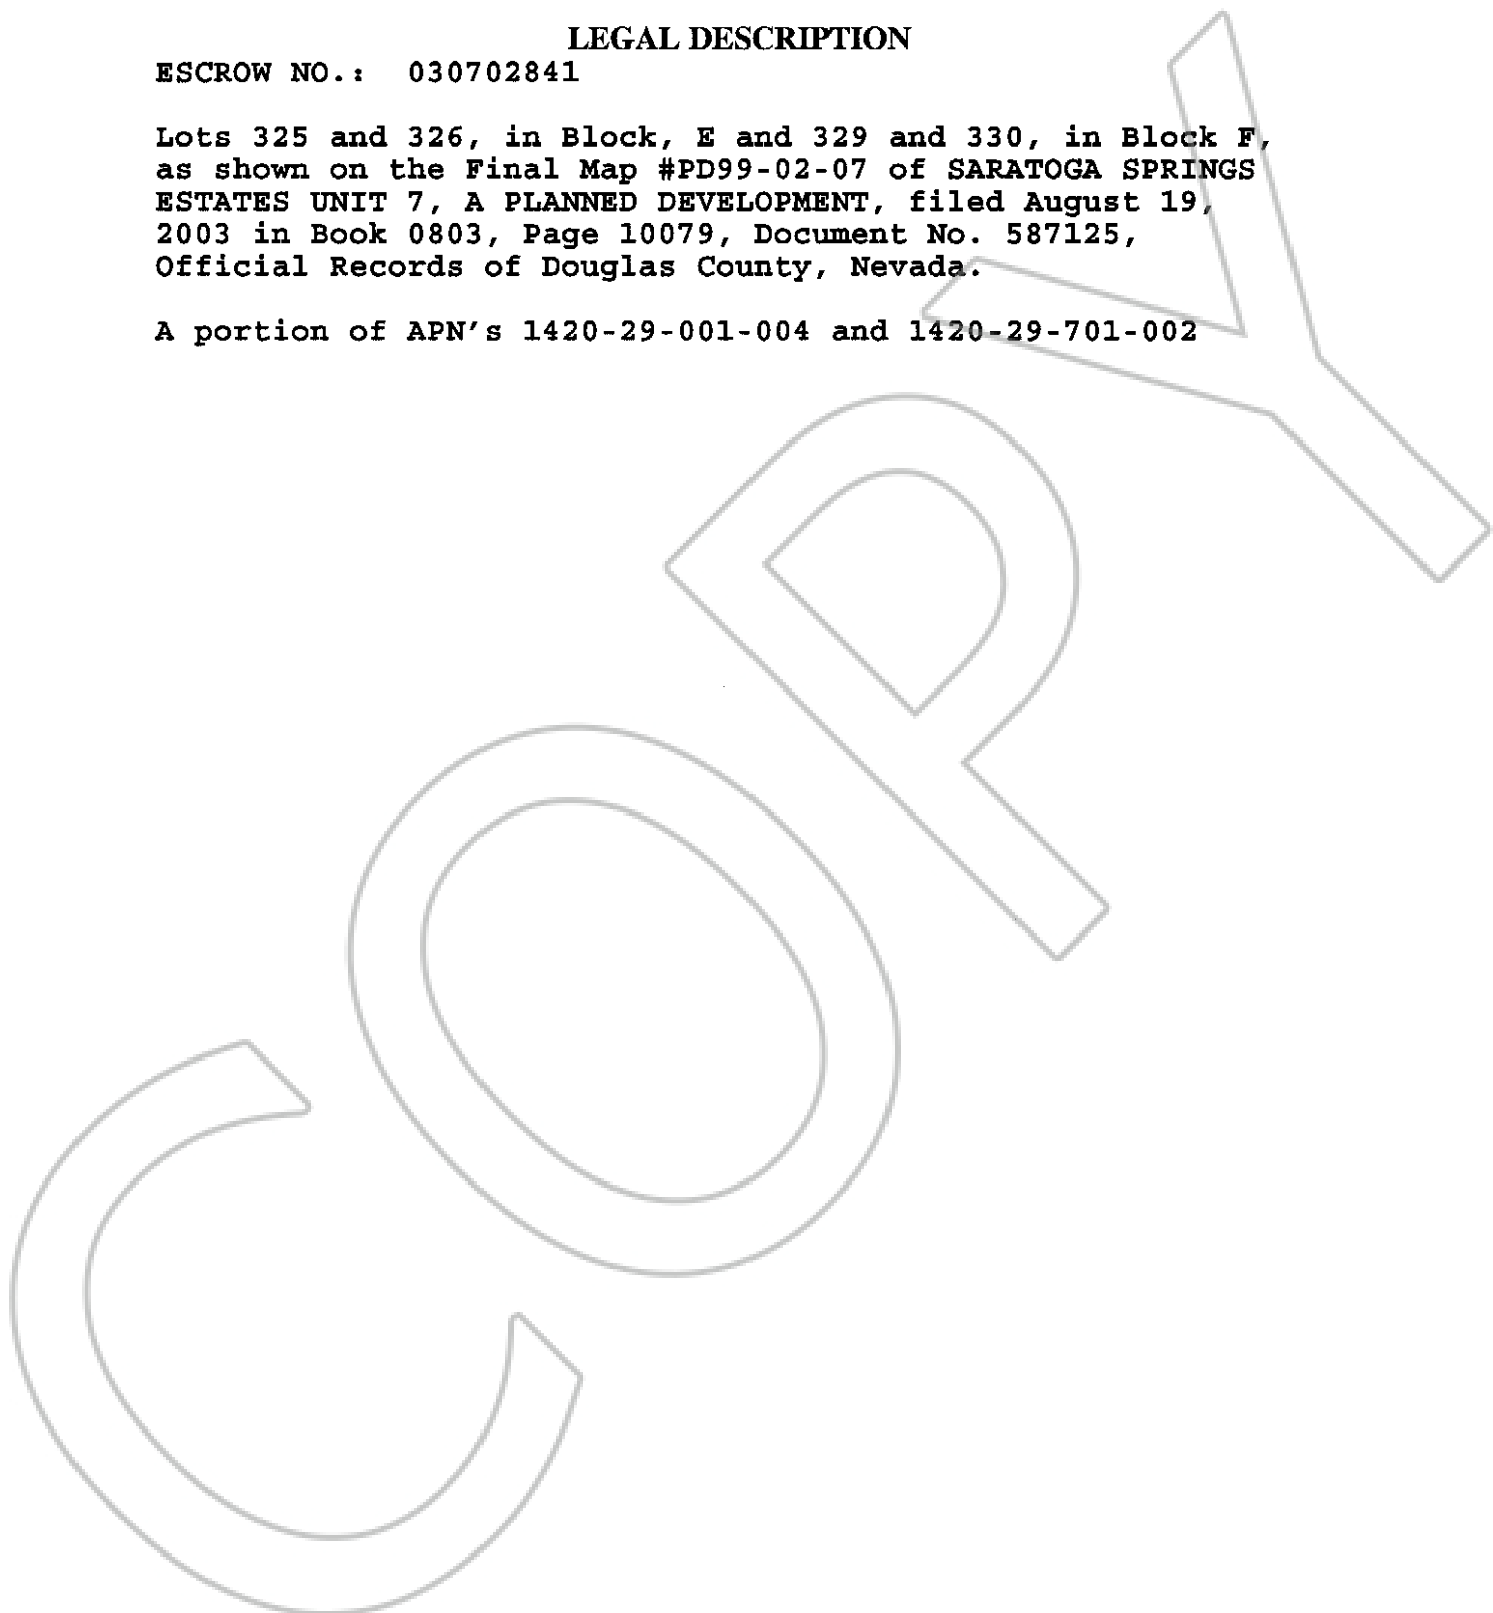 LEGAL DESCRIPTION
ESCROW NO.: 030702841
Lots 325 and 326, in Block, E and 329 and 330, in Block F,
as shown on the Final Map #PD99-02-07 of SARATOGA SPRINGS
ESTATES UNIT 7, A PLANNED DEVELOPMENT, filed August 19,
2003 in Book 0803, Page 10079, Document No. 587125,
Official Records of Douglas County, Nevada.
A portion of APN's 1420-29-001-004 and 1420-29-701-002
COPY